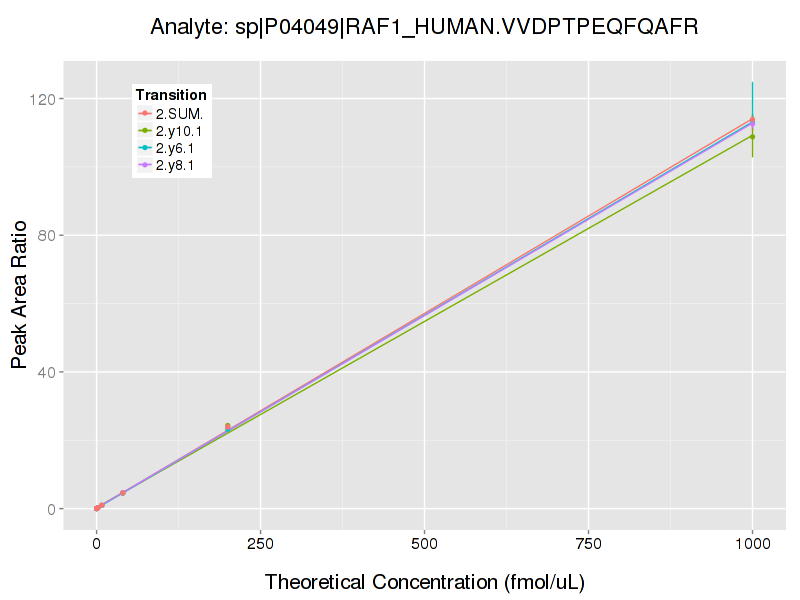 Analyte: sp|P04049|RAF1_HUMAN.VVDPTPEQFQAFR
Transition
2.SUM.
2.y10.1
2.y6.1
2.y8.1
Peak Area Ratio
120
80
40
0
0 250 500 750 1000
Theoretical Concentration (fmol/uL)